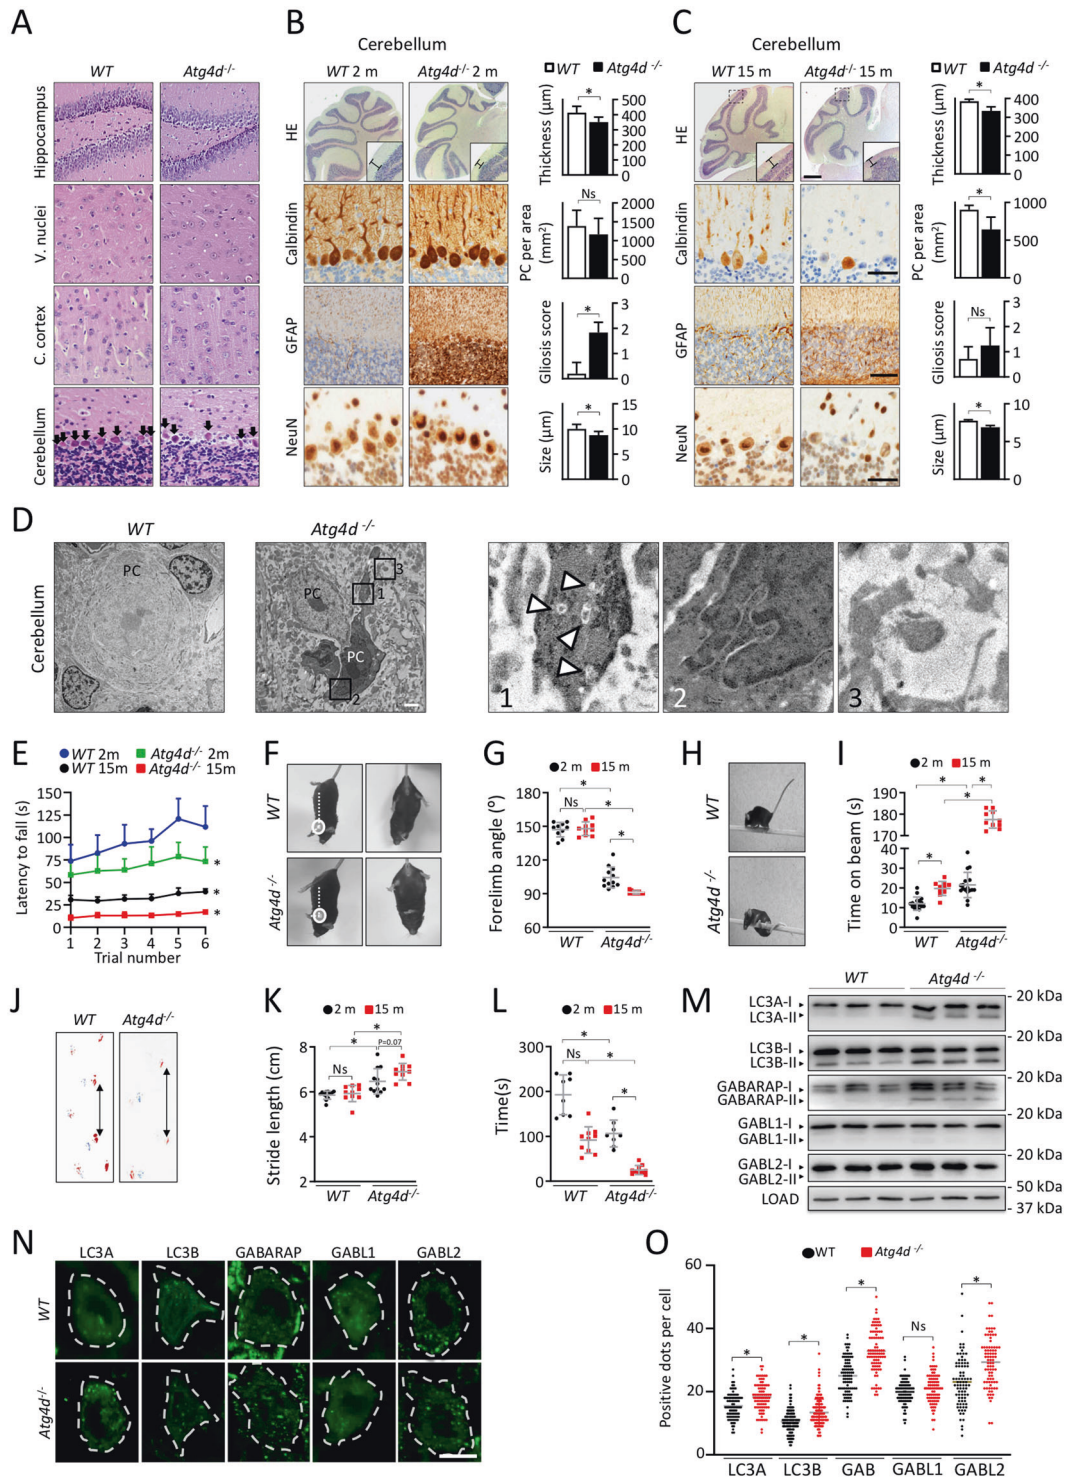 A
WT
Atg4d-/-
Hippocampus
V. nuclei
C. cortex
Cerebellum
B
Cerebellum
WT 2 m
Atg4d-/- 2 m
WT
Atg4d -/-
HE
Calbindin
GFAP
NeuN
*
500
400
300
200
100
0
Thickness (µm)
Ns
2000
1500
1000
500
0
PC per area
(mm2)
*
3
2
1
0
Gliosis score
*
15
10
5
0
Size (µm)
C
Cerebellum
WT 15 m
Atg4d-/- 15 m
WT
Atg4d -/-
HE
Calbindin
GFAP
NeuN
*
400
300
200
100
0
Thickness (µm)
*
1000
500
0
PC per area
(mm2)
Ns
3
2
1
0
Gliosis score
*
10
5
0
Size (µm)
D
WT
Atg4d -/-
Cerebellum
PC
PC
PC
1
2
3
1
2
3
E
WT 2m
Atg4d-/- 2m
WT 15m
Atg4d-/- 15m
Latency to fall (s)
150
125
100
75
50
25
0
*
*
*
1 2 3 4 5 6
Trial number
F
WT
Atg4d-/-
G
2 m
15 m
Forelimb angle (º)
180
150
120
90
60
*
Ns
*
*
WT
Atg4d-/-
H
WT
Atg4d -/-
I
2 m
15 m
Time on beam (s)
190
180
170
40
20
0
*
*
*
*
WT
Atg4d-/-
J
WT
Atg4d-/-
K
2 m
15 m
Stride length (cm)
8
6
4
2
*
*
P=0.07
Ns
WT
Atg4d-/-
L
2 m
15 m
Time(s)
300
200
100
0
*
Ns
*
*
WT
Atg4d-/-
M
WT
Atg4d -/-
LC3A-I
LC3A-II
LC3B-I
LC3B-II
GABARAP-I
GABARAP-II
GABL1-I
GABL1-II
GABL2-I
GABL2-II
LOAD
- 20 kDa
- 20 kDa
- 20 kDa
- 20 kDa
- 20 kDa
- 50 kDa
- 37 kDa
N
LC3A
LC3B
GABARAP
GABL1
GABL2
WT
Atg4d-/-
O
WT
Atg4d -/-
Positive dots per cell
60
40
20
0
*
*
*
Ns
*
LC3A
LC3B
GAB
GABL1
GABL2